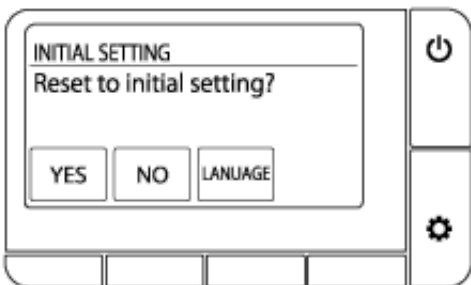 INITIAL SETTING
Reset to initial setting?
YES NO LANUAGE